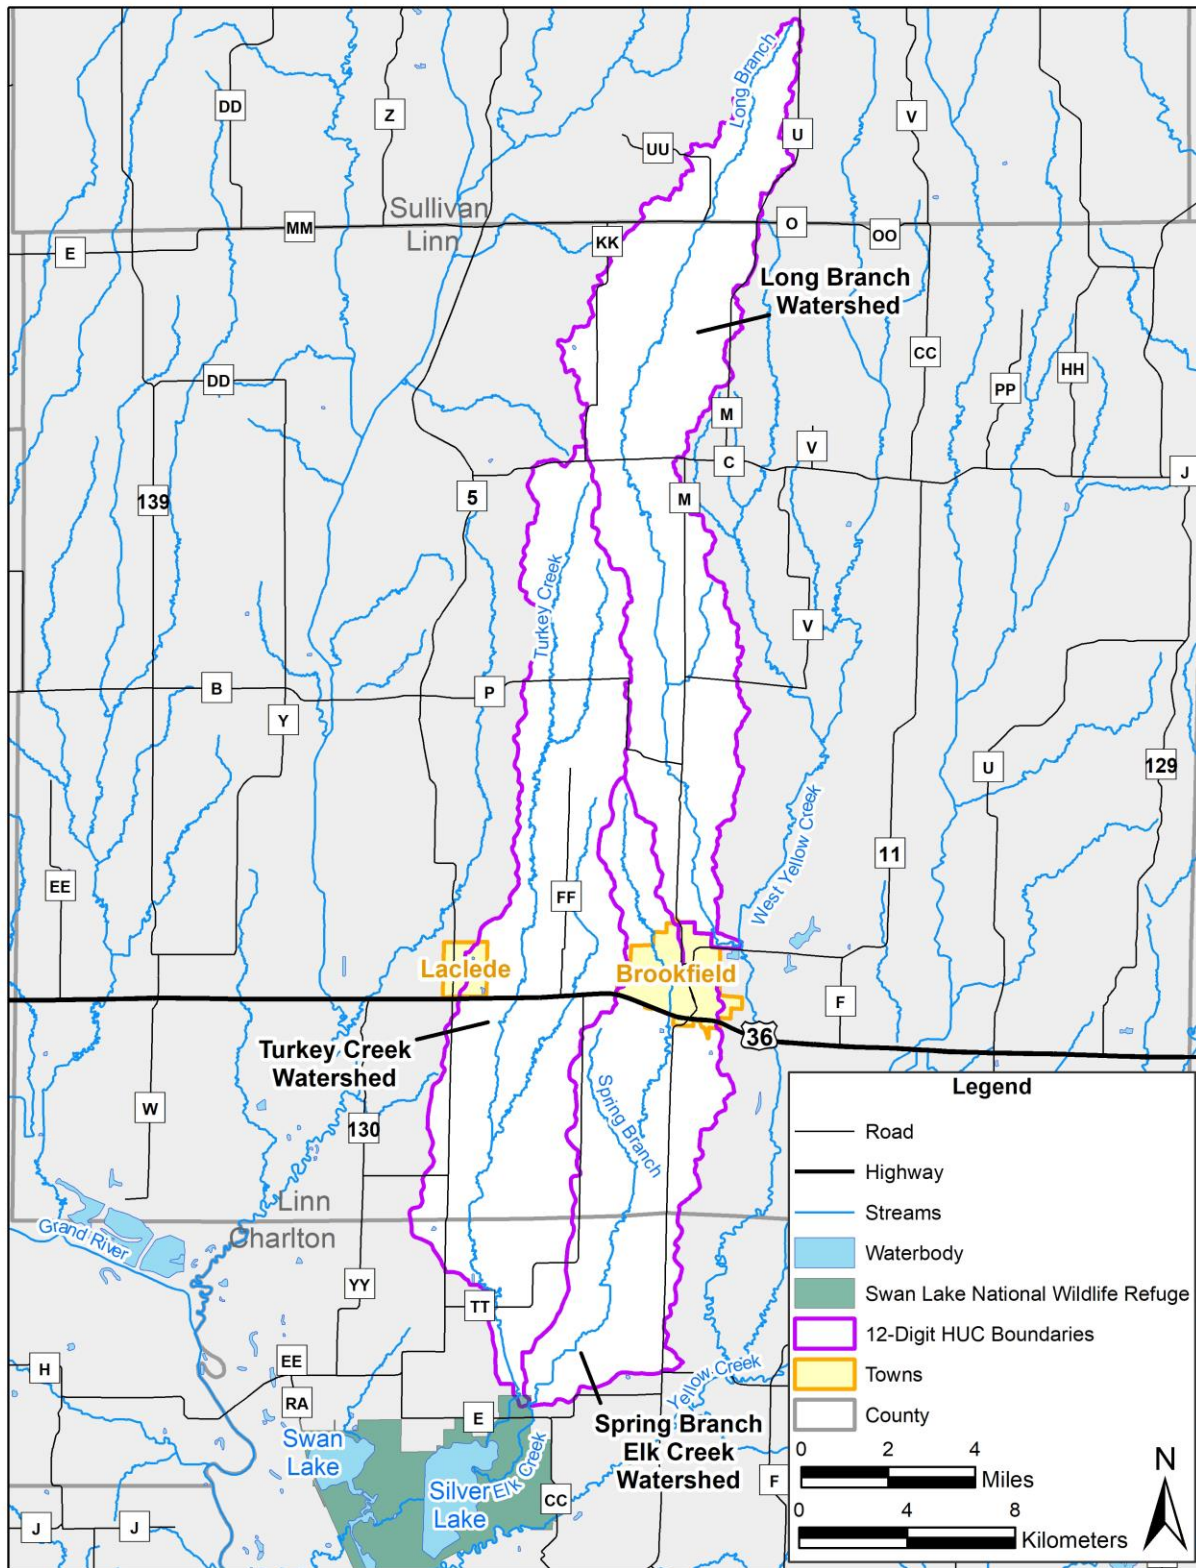 Long Branch
DD
Z
V
U
UU
Sullivan
Linn
MM
KK
O
OO
E
Long Branch
Watershed
CC
DD
PP
HH
M
V
C
J
139
5
M
Turkey Creek
V
B
P
Y
U
129
West Yellow Creek
11
EE
FF
Laclede
Brookfield
F
36
Turkey Creek
Watershed
Spring Branch
W
130
Linn
Charlton
Grand River
YY
TT
EE
H
RA
Yellow Creek
E
Swan
Lake
Elk Creek
Silver
Lake
Spring Branch
Elk Creek
Watershed
CC
F
J
J
Legend
Road
Highway
Streams
Waterbody
Swan Lake National Wildlife Refuge
12-Digit HUC Boundaries
Towns
County
0 2 4
Miles
0 4 8
Kilometers
N